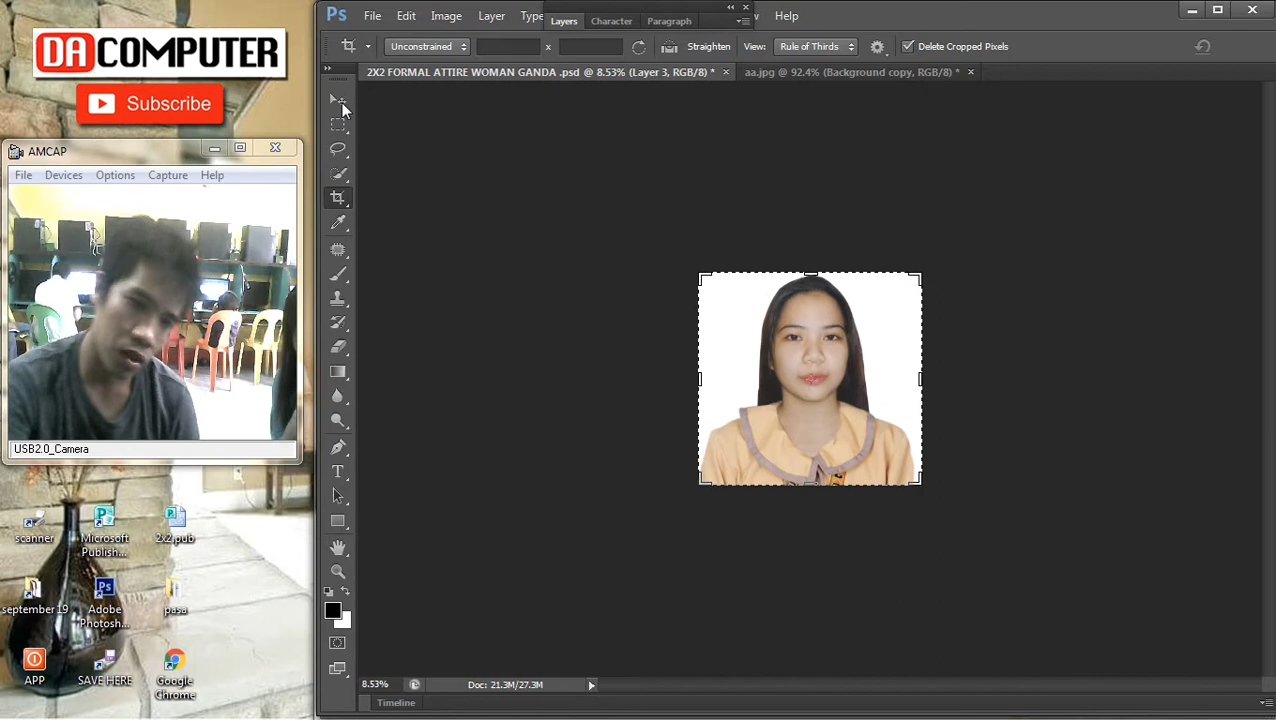 DA COMPUTER
Subscribe
AMCAP
File Devices Options Capture Help
USB2.0_Camera
scanner
Microsoft Publish...
2x2.pub
september 19
Adobe Photosh...
pasa
APP
SAVE HERE
Google Chrome
Ps File Edit Image Layer Type Help
Layers Character Paragraph
Unconstrained x Straighten View: Rule of Thirds Delete Cropped Pixels
2X2 FORMAL ATTIRE WOMAN GANDA .psd @ 8.53% (Layer 3, RGB/8) * aa.jpg @ 92.4% (Background copy, RGB/8) *
8.53% Doc: 21.3M/27.3M
Timeline